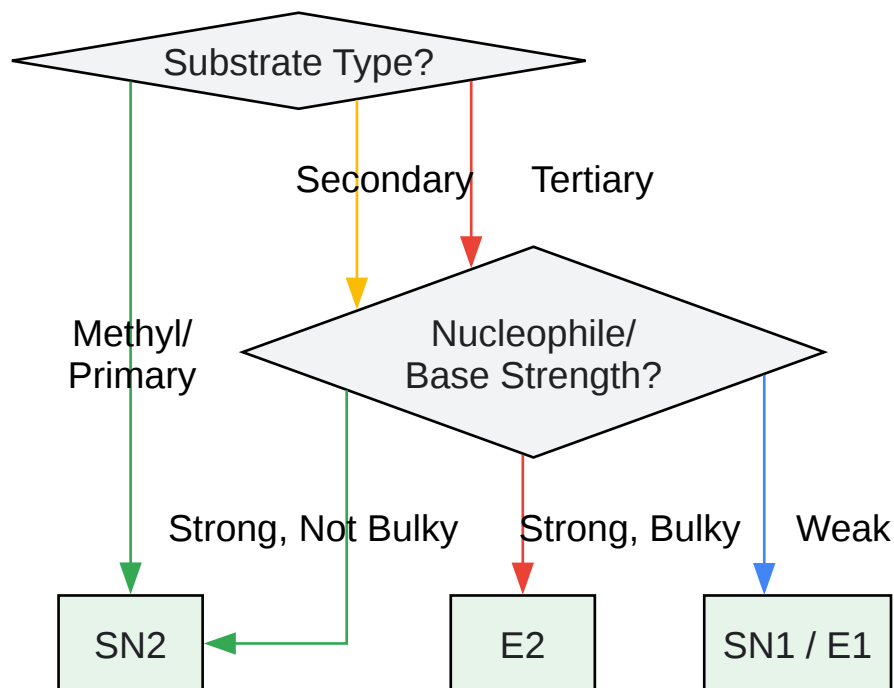 Substrate Type?
Secondary
Tertiary
Methyl/
Primary
Nucleophile/
Base Strength?
Strong, Not Bulky
Strong, Bulky
Weak
SN2
E2
SN1 / E1